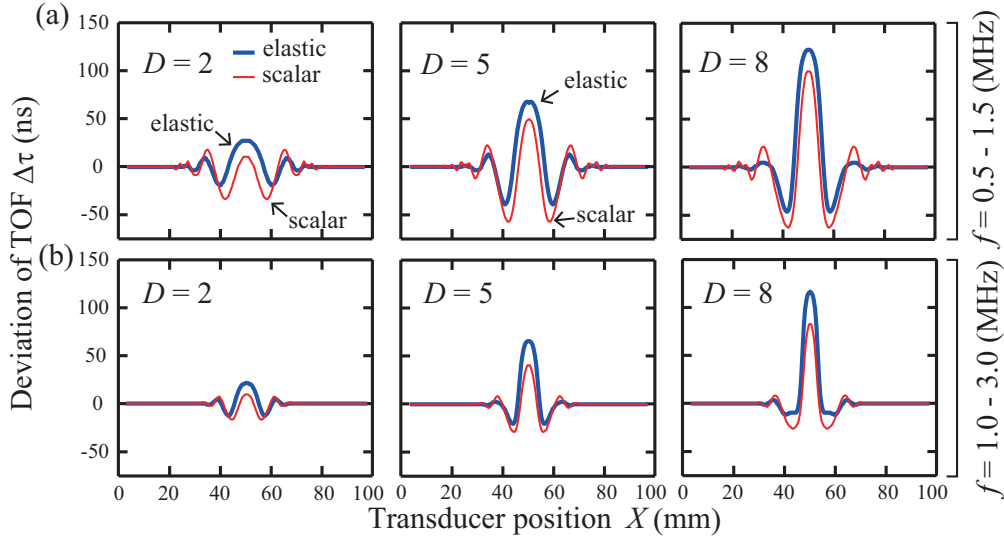 (a)
150
100
50
0
-50
D = 2
elastic
scalar
elastic
scalar
D = 5
elastic
scalar
D = 8
f = 0.5 - 1.5 (MHz)
Deviation of TOF Δτ (ns)
(b)
150
100
50
0
-50
D = 2
D = 5
D = 8
f = 1.0 - 3.0 (MHz)
0 20 40 60 80 100
0 20 40 60 80 100
0 20 40 60 80 100
Transducer position X (mm)